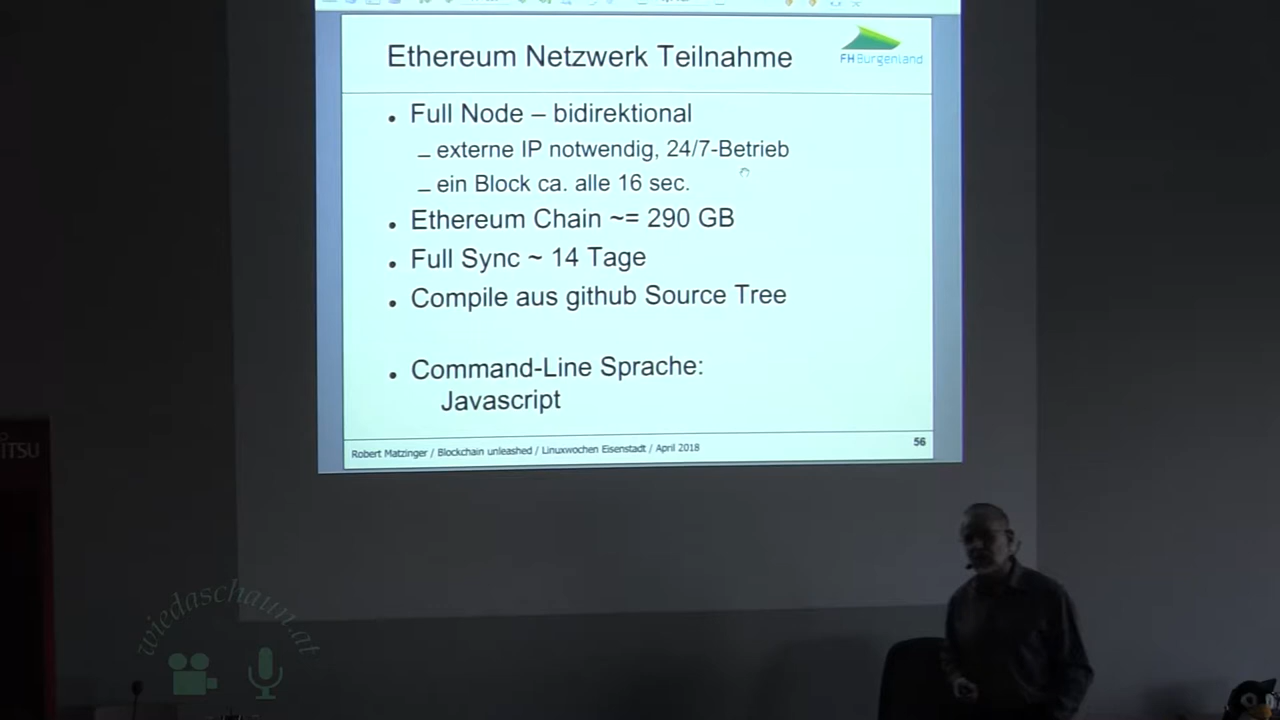 Ethereum Netzwerk Teilnahme
FH Burgenland
• Full Node – bidirektional
– externe IP notwendig, 24/7-Betrieb
– ein Block ca. alle 16 sec.
• Ethereum Chain ~= 290 GB
• Full Sync ~ 14 Tage
• Compile aus github Source Tree
• Command-Line Sprache:
Javascript
Robert Matzinger / Blockchain unleashed / Linuxwochen Eisenstadt / April 2018
56
ITSU
wiedaschaun.at